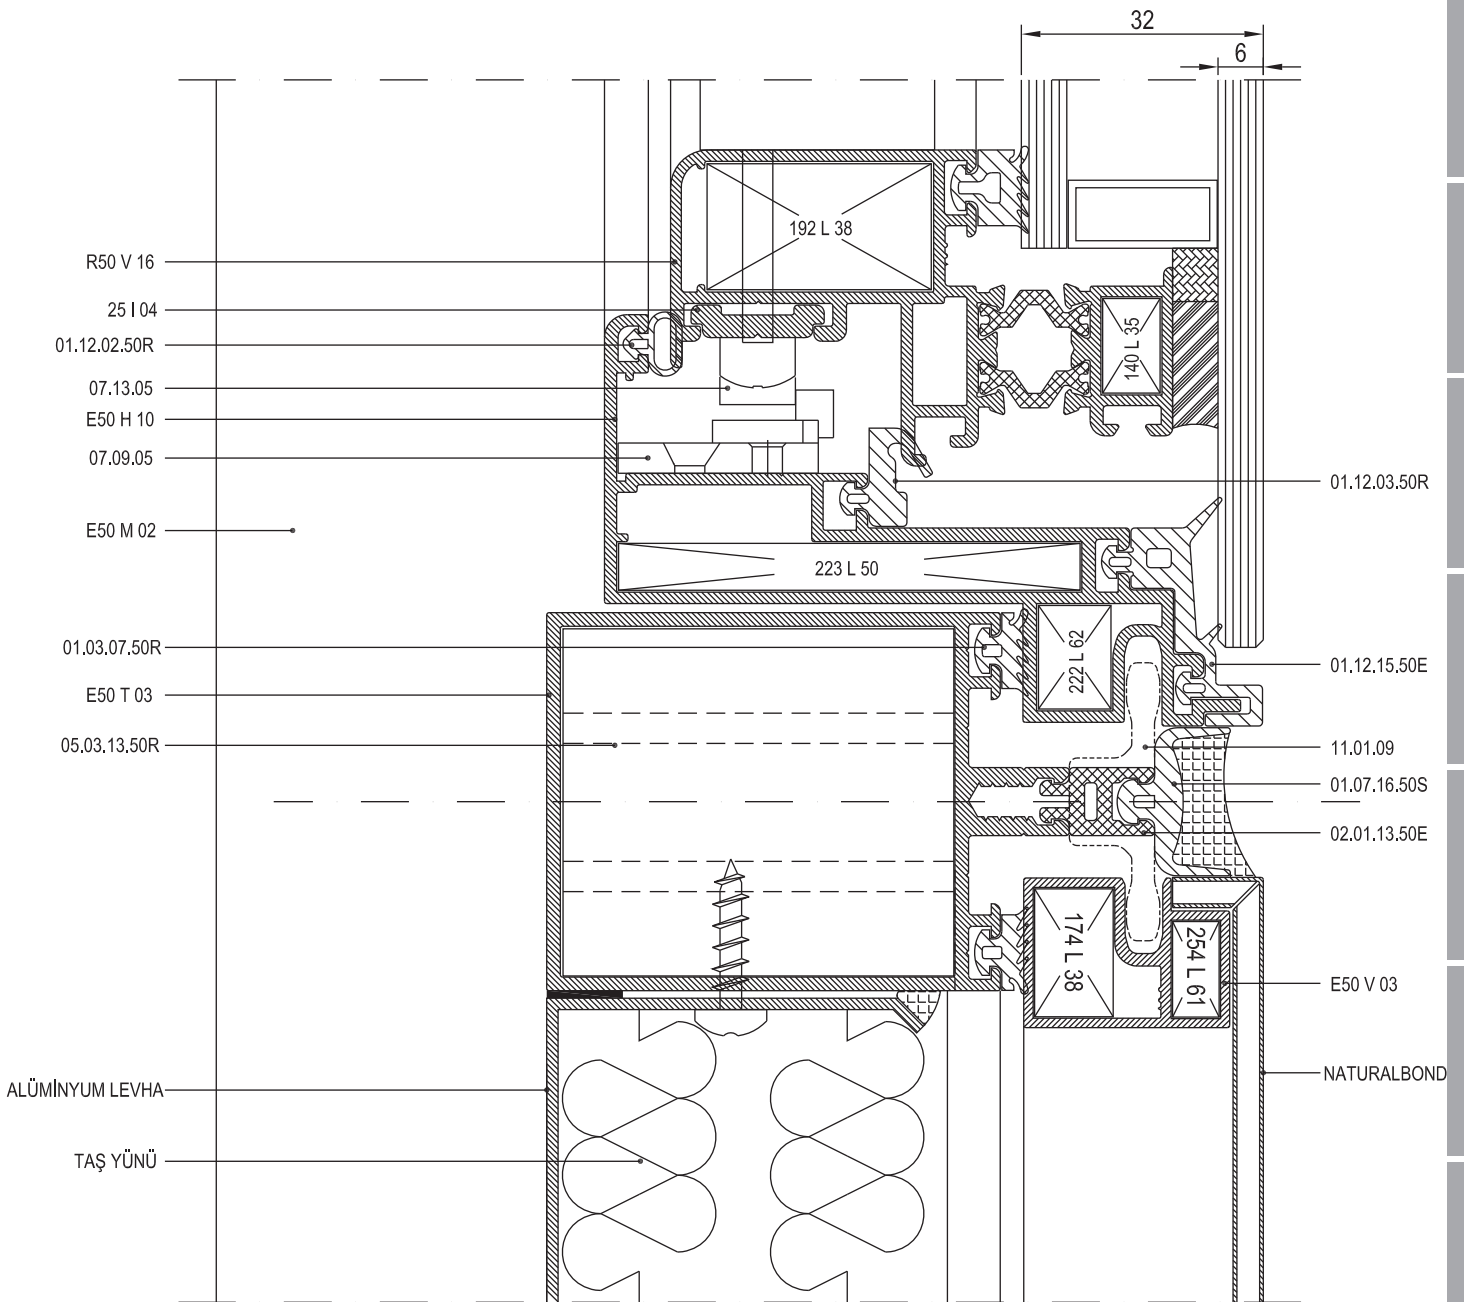 32
6
192 L 38
R50 V 16
25 I 04
140 L 35
01.12.02.50R
07.13.05
E50 H 10
07.09.05
01.12.03.50R
E50 M 02
223 L 50
01.03.07.50R
222 L 62
01.12.15.50E
E50 T 03
05.03.13.50R
11.01.09
01.07.16.50S
02.01.13.50E
174 L 38
254 L 61
E50 V 03
ALÜMİNYUM LEVHA
NATURALBOND
TAŞ YÜNÜ